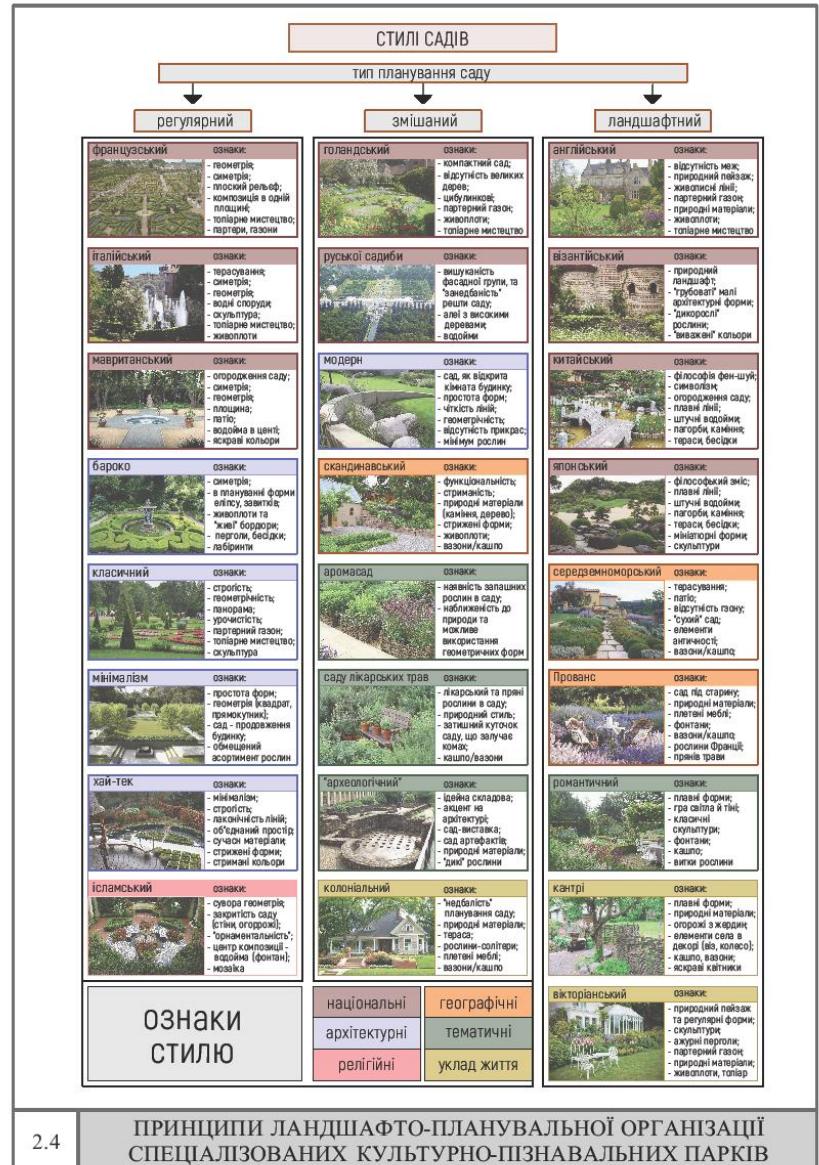 СТИЛІ САДІВ
тип планування саду
регулярний
змішаний
ландшафтний
французський
ознаки:
- геометрія;
- симетрія;
- плоский рельєф;
- композиція в одній
площині;
- топіарне мистецтво;
- партери, газони
італійський
ознаки:
- терасування;
- симетрія;
- геометрія;
- водні споруди;
- скульптура;
- топіарне мистецтво;
- живоплоти
мавританський
ознаки:
- огородження саду;
- симетрія;
- геометрія;
- площина;
- патіо;
- водойма в центі;
- яскраві кольори
бароко
ознаки:
- симетрія;
- в плануванні форми
еліпсу, завитків;
- живоплоти та
"живі" бордюри;
- перголи, бесідки;
- лабіринти
класичний
ознаки:
- строгість;
- геометрічність;
- панорама;
- урочистість;
- партерний газон;
- топіарне мистецтво;
- скульптура
мінімалізм
ознаки:
- простота форм;
- геометрія (квадрат,
прямокутник);
- сад - продовження
будинку;
- обмещений
асортимент рослин
хай-тек
ознаки:
- мінімалізм;
- строгість;
- лаконічність ліній;
- об'єднаний простір;
- сучасн матеріали;
- стрижені форми;
- стримані кольори
ісламський
ознаки:
- сувора геометрія;
- закритість саду
(стіни, огоррожі);
- "орнаментальність";
- центр композиції -
водойма (фонтан);
- мозаїка
голандський
ознаки:
- компактний сад;
- відсутність великих
дерев;
- цибулинкові;
- партерний газон;
- живоплоти;
- топіарне мистецтво
руської садиби
ознаки:
- вишуканість
фасадної групи, та
"занедбаність"
решти саду;
- алеї з високими
деревами;
- водойми
модерн
ознаки:
- сад, як відкрита
кімната будинку;
- простота форм;
- чіткість ліній;
- геометрічність;
- відсутність прикрас;
- мінімум рослин
скандинавський
ознаки:
- функціональність;
- стриманість;
- природні матеріали
(каміння, дерево);
- стрижені форми;
- живоплоти;
- вазони/кашпо
аромасад
ознаки:
- наявність запашних
рослин в саду;
- наближеність до
природи та
можливе
використання
геометричних форм
саду лікарських трав
ознаки:
- лікарський та пряні
рослини в саду;
- природний стиль;
- затишний куточок
саду, що залучає
комах;
- кашпо/вазони
"археологічний"
ознаки:
- ідейна складова;
- акцент на
архітектурі;
- сад-виставка;
- сад артефактів;
- природні матеріали;
- "дикі" рослини
колоніальний
ознаки:
- "недбалість"
планування саду;
- природні матеріали;
- тераса;
- рослини-солітери;
- плетені меблі;
- вазони/кашпо
англійський
ознаки:
- відсутність меж;
- природний пейзаж;
- живописні лінії;
- партерний газон;
- природні матеріали;
- живоплоти;
- топіарне мистецтво
візантійський
ознаки:
- природний
ландшафт;
- "грубоваті" малі
архітектурні форми;
- "дикорослі"
рослини;
- "виважені" кольори
китайський
ознаки:
- філософія фен-шуй;
- символізм;
- огородження саду;
- плавні лінії;
- штучні водойми;
- пагорби, каміння;
- тераси, бесідки
японський
ознаки:
- філософький зміс;
- плавні лінії;
- штучні водойми;
- пагорби, каміння;
- тераси, бесідки;
- мініатюрні форми;
- скульптури
середземноморський
ознаки:
- терасування;
- патіо;
- відсутність газну;
- "сухий" сад;
- елементи
античності;
- вазони/кашпо;
Прованс
ознаки:
- сад під старину;
- природні матеріали;
- плетені меблі;
- фонтани;
- вазони/кашпо;
- рослини Франції;
- прянів трави
романтичний
ознаки:
- плавні форми;
- гра світла й тіні;
- класичні
скульптури;
- фонтани;
- кашпо;
- витки рослини
кантрі
ознаки:
- плавні форми;
- природні матеріали;
- огорожі з жердин;
- елементи села в
декорі (віз, колесо);
- кашпо, вазони;
- яскраві квітники
вікторіанський
ознаки:
- природний пейзаж
та регулярні форми;
- скульптури;
- ажурні перголи;
- партерний газон;
- природні матеріали;
- живоплоти, топіар
ознаки
стилю
національні
географічні
архітектурні
тематичні
релігійні
уклад життя
2.4
ПРИНЦИПИ ЛАНДШАФТО-ПЛАНУВАЛЬНОЇ ОРГАНІЗАЦІЇ
СПЕЦІАЛІЗОВАНИХ КУЛЬТУРНО-ПІЗНАВАЛЬНИХ ПАРКІВ